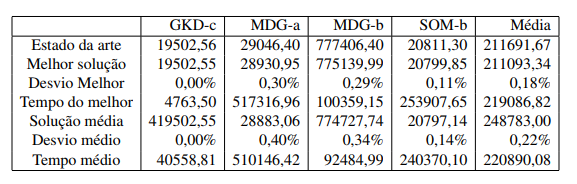 GKD-c MDG-a MDG-b SOM-b Média
Estado da arte 19502,56 29046,40 777406,40 20811,30 211691,67
Melhor solução 19502,55 28930,95 775139,99 20799,85 211093,34
Desvio Melhor 0,00% 0,30% 0,29% 0,11% 0,18%
Tempo do melhor 4763,50 517316,96 100359,15 253907,65 219086,82
Solução média 419502,55 28883,06 774727,74 20797,14 248783,00
Desvio médio 0,00% 0,40% 0,34% 0,14% 0,22%
Tempo médio 40558,81 510146,42 92484,99 240370,10 220890,08